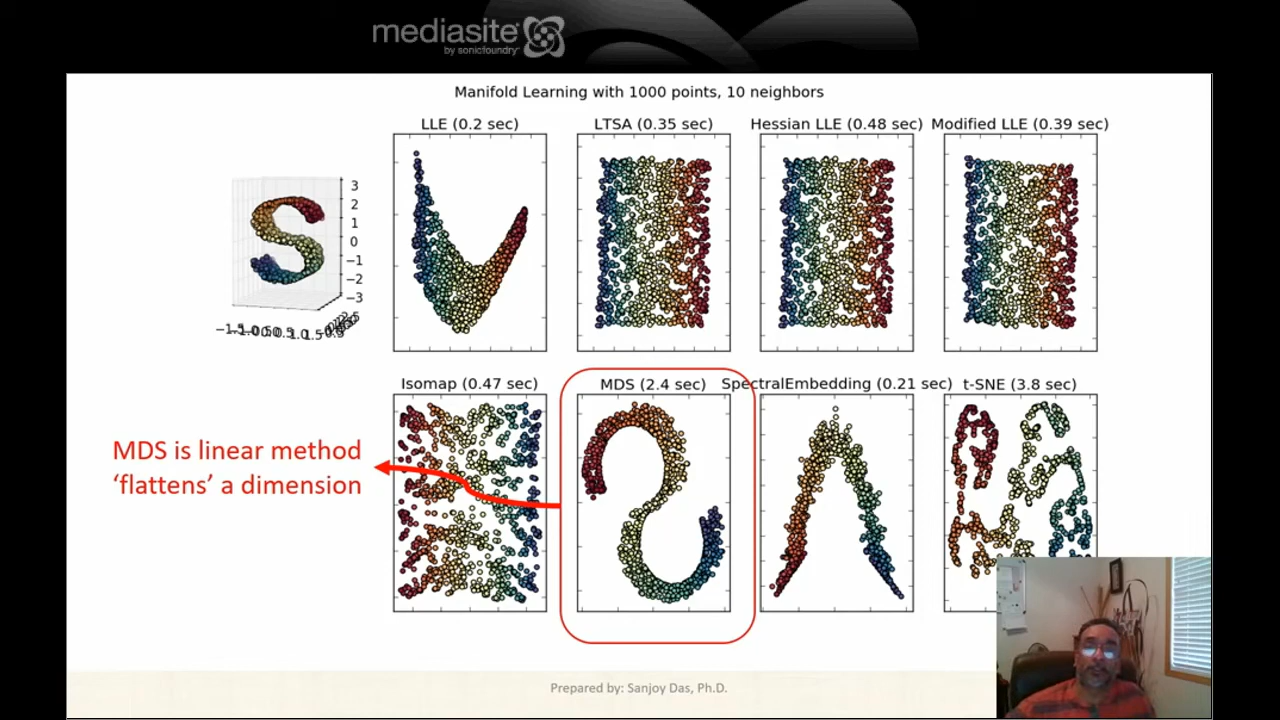 mediasite
by sonicfoundry
Manifold Learning with 1000 points, 10 neighbors
LLE (0.2 sec)
LTSA (0.35 sec)
Hessian LLE (0.48 sec)
Modified LLE (0.39 sec)
3
2
1
0
−1
−2
−3
Isomap (0.47 sec)
MDS (2.4 sec)
SpectralEmbedding (0.21 sec)
t-SNE (3.8 sec)
MDS is linear method
‘flattens’ a dimension
Prepared by: Sanjoy Das, Ph.D.